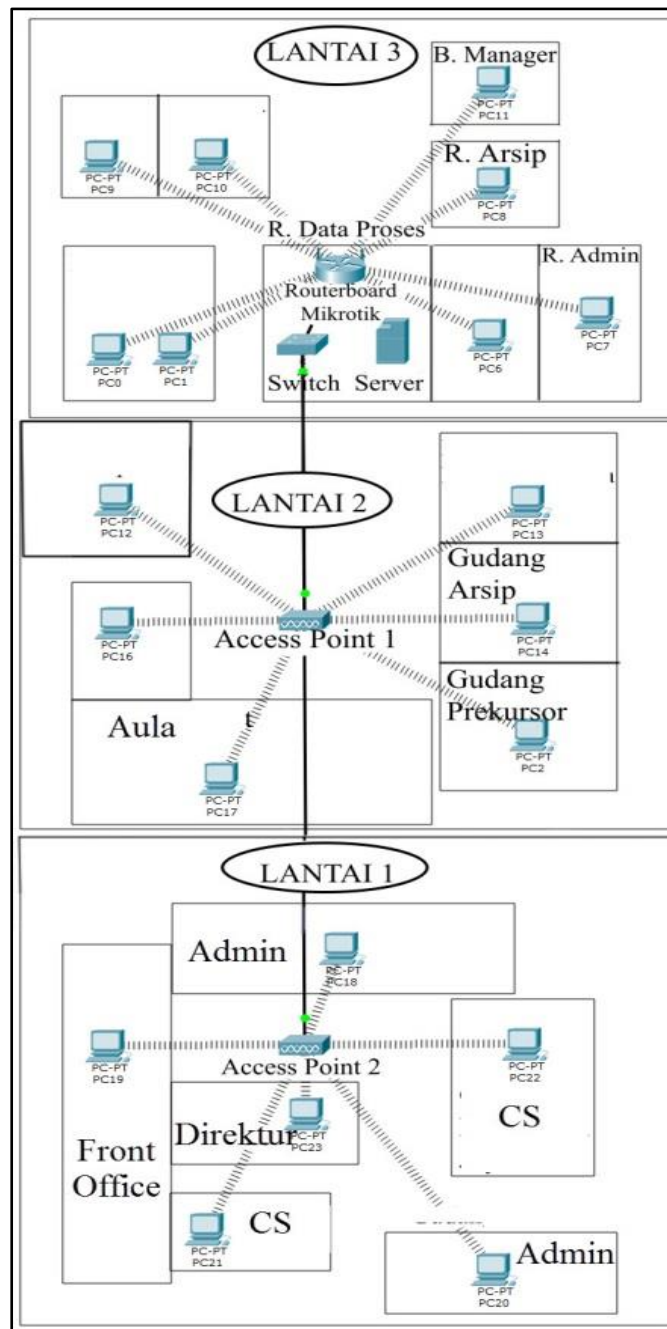 LANTAI 3
B. Manager
PC-PT
PC11
PC-PT
PC9
PC-PT
PC10
R. Arsip
PC-PT
PC8
R. Data Proses
R. Admin
Routerboard
Mikrotik
PC-PT
PC0
PC-PT
PC1
Switch
Server
PC-PT
PC6
PC-PT
PC7
LANTAI 2
PC-PT
PC12
PC-PT
PC13
Gudang
Arsip
PC-PT
PC14
PC-PT
PC16
Access Point 1
Gudang
Prekursor
PC-PT
PC2
Aula
t
PC-PT
PC17
LANTAI 1
Admin
PC-PT
PC18
PC-PT
PC19
Access Point 2
PC-PT
PC22
CS
Direktur
PC-PT
PC23
Front
Office
CS
PC-PT
PC21
Admin
PC-PT
PC20